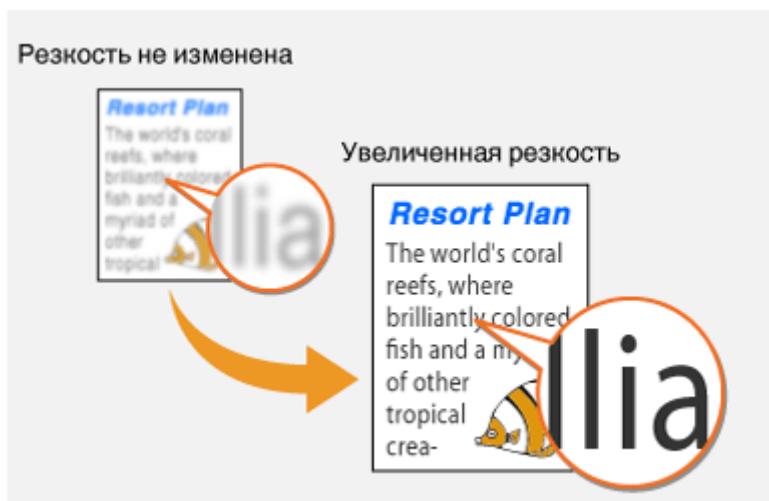 Резкость не изменена
Resort Plan
The world's coral
reefs, where
brilliantly colored
fish and a
myriad of
other
tropical
llia
Увеличенная резкость
Resort Plan
The world's coral
reefs, where
brilliantly colored
fish and a my
of other
tropical
crea-
llia